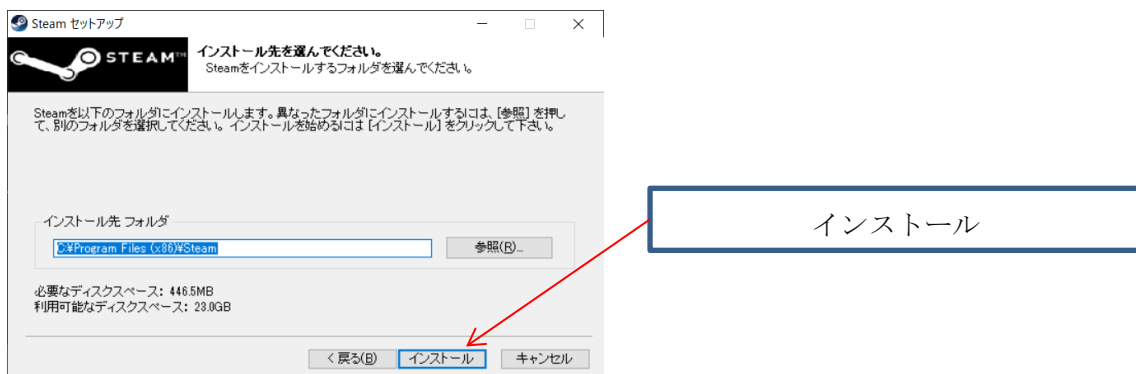 Steam セットアップ
STEAM™
インストール先を選んでください。
Steamをインストールするフォルダを選んでください。
Steamを以下のフォルダにインストールします。異なったフォルダにインストールするには、[参照] を押し
て、別のフォルダを選択してください。インストールを始めるには [インストール] をクリックして下さい。
インストール先 フォルダ
C:¥Program Files (x86)¥Steam
参照(R)...
必要なディスクスペース: 446.5MB
利用可能なディスクスペース: 23.0GB
< 戻る(B)
インストール
キャンセル
インストール